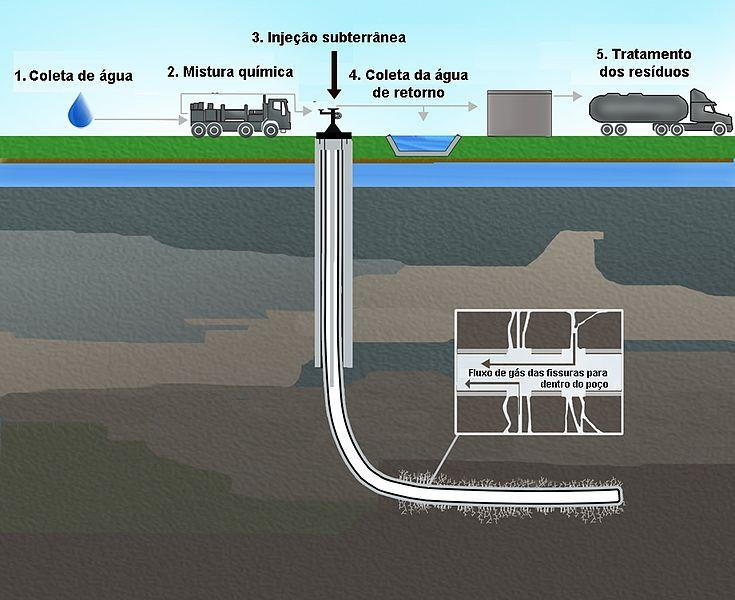 1. Coleta de água
2. Mistura química
3. Injeção subterrânea
4. Coleta da água
de retorno
5. Tratamento
dos resíduos
Fluxo de gás das fissuras para
dentro do poço